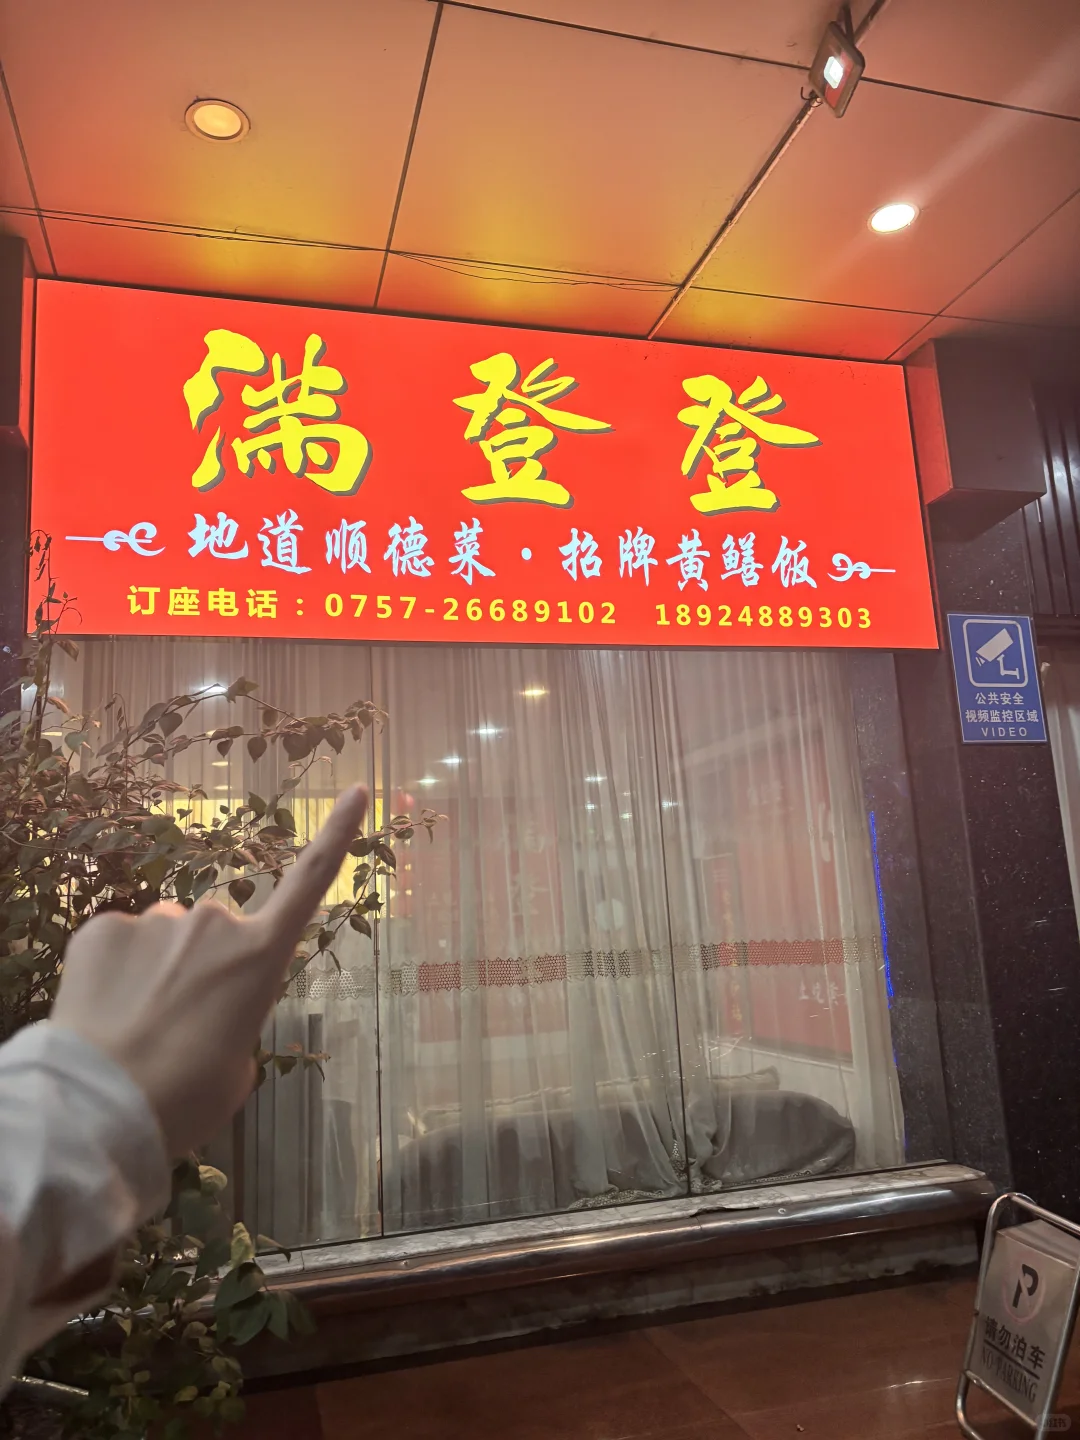 满登登
地道顺德菜·招牌黄鳝饭
订座电话：0757-26689102 18924889303
公共安全
视频监控区域
VIDEO
P
请勿泊车
NO PARKING